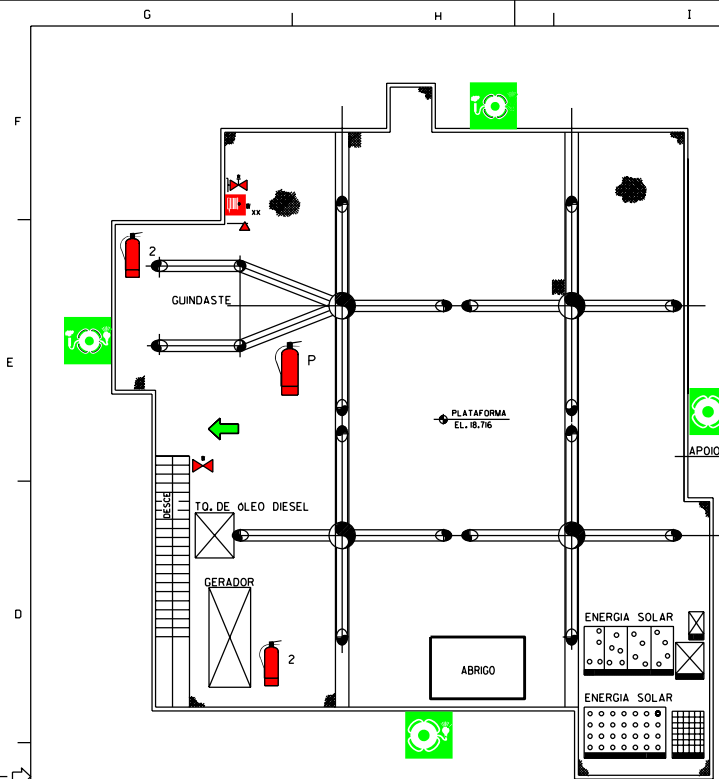 G
H
I
F
xx
2
GUINDASTE
E
P
PLATAFORMA
EL. 18.716
APOIO
DESCE
TQ. DE óLEO DIESEL
GERADOR
D
ENERGIA SOLAR
2
ABRIGO
ENERGIA SOLAR